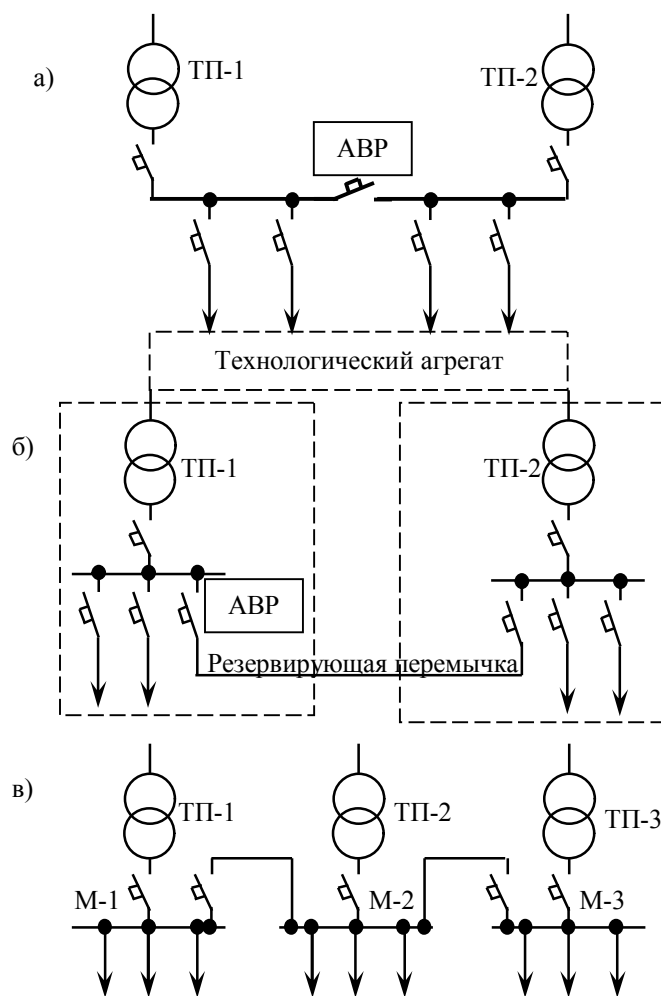 ТП-1
ТП-2
а)
АВР
Технологический агрегат
б)
ТП-1
ТП-2
АВР
Резервирующая перемычка
в)
ТП-1
ТП-2
ТП-3
М-1
М-2
М-3